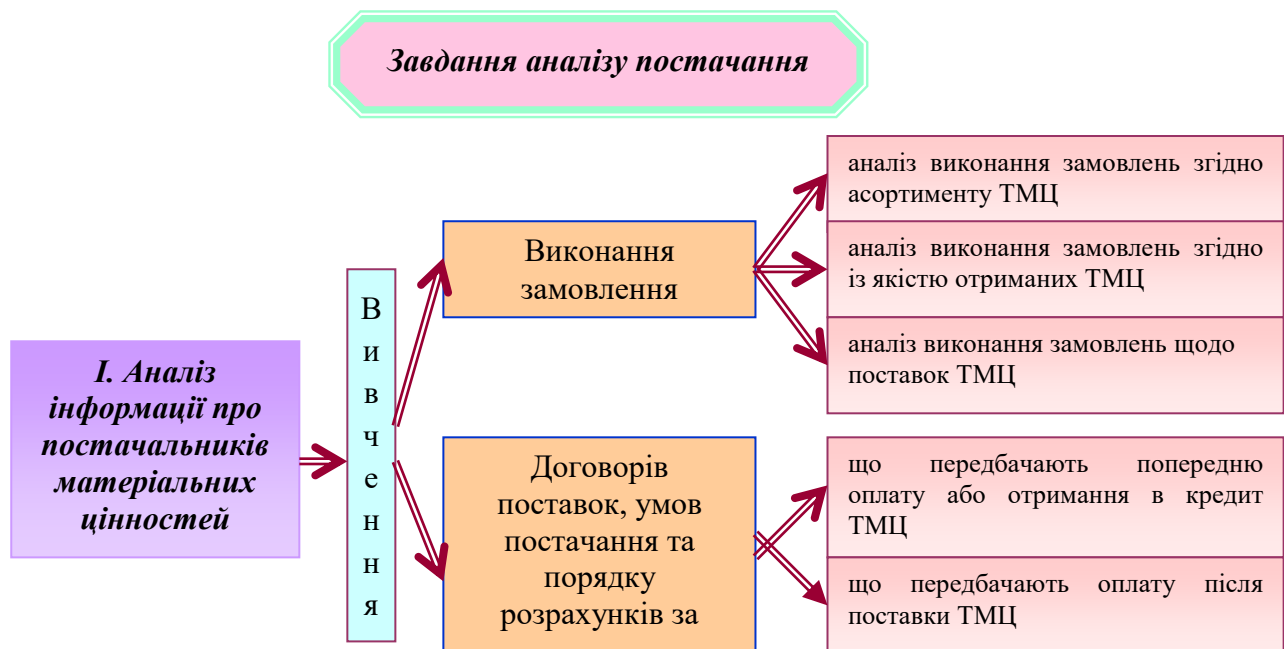 Завдання аналізу постачання
І. Аналіз
інформації про
постачальників
матеріальних
цінностей
Вивчення
Виконання
замовлення
аналіз виконання замовлень згідно
асортименту ТМЦ
аналіз виконання замовлень згідно
із якістю отриманих ТМЦ
аналіз виконання замовлень щодо
поставок ТМЦ
Договорів
поставок, умов
постачання та
порядку
розрахунків за
що передбачають попередню
оплату або отримання в кредит
ТМЦ
що передбачають оплату після
поставки ТМЦ